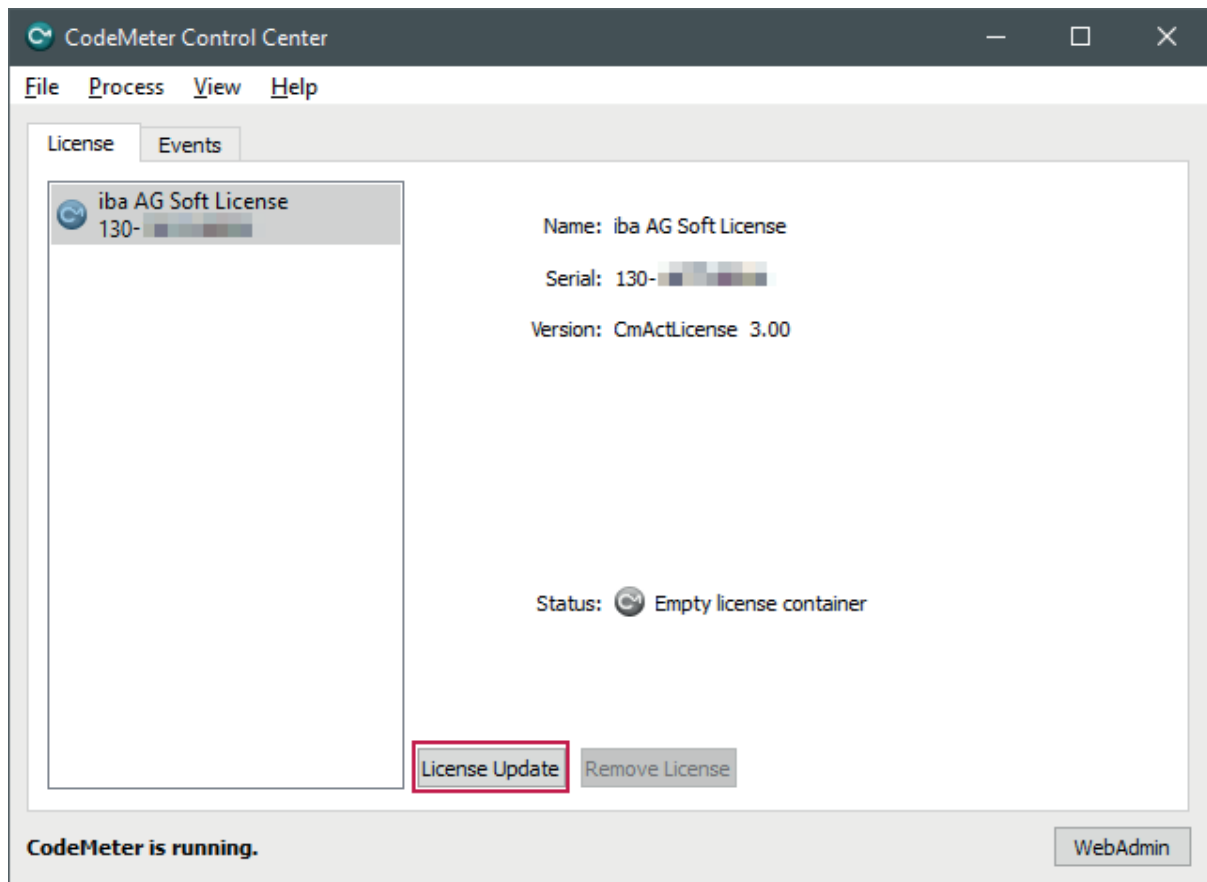 CodeMeter Control Center
File Process View Help
License Events
iba AG Soft License
130-
Name: iba AG Soft License
Serial: 130-
Version: CmActLicense 3.00
Status: Empty license container
License Update Remove License
CodeMeter is running. WebAdmin